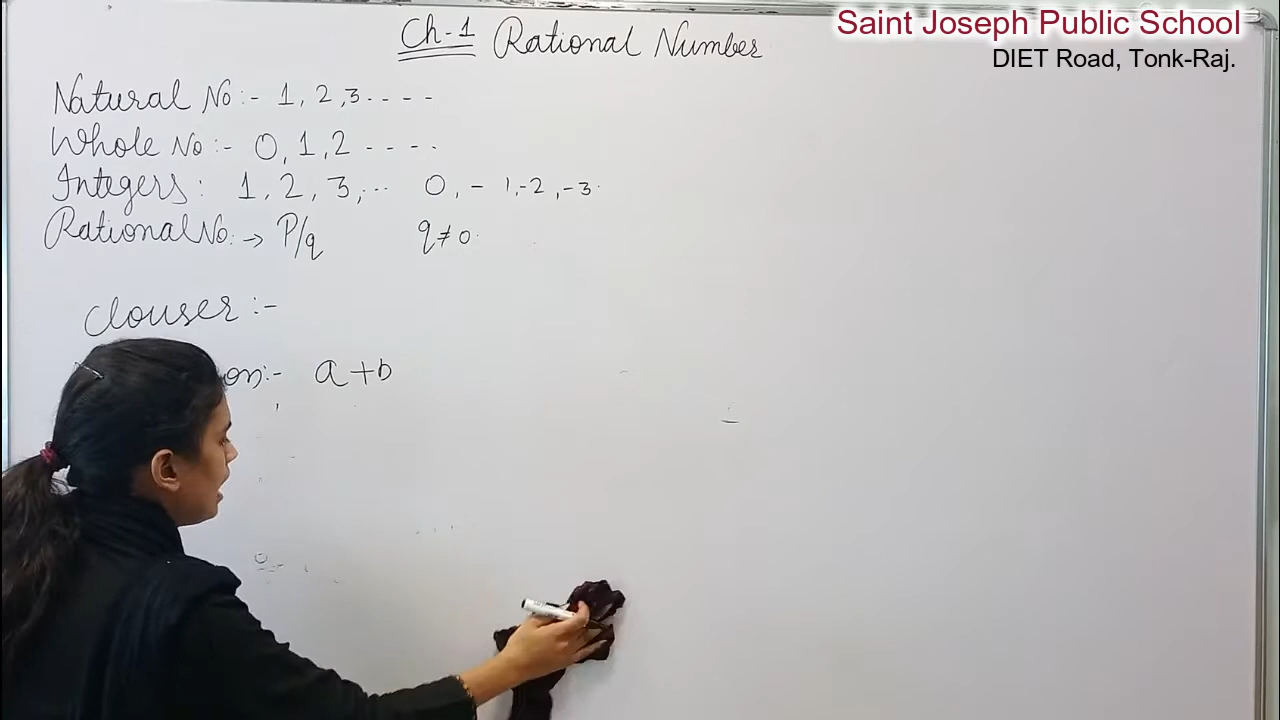 Saint Joseph Public School
DIET Road, Tonk-Raj.
Ch-1 Rational Number
Natural No:- 1, 2, 3 - - - -
Whole No:- 0, 1, 2 - - - -
Integers: 1, 2, 3, ... 0, - 1, -2, -3.
Rational No. → P/q q ≠ 0.
Clouser :-
on:- a + b